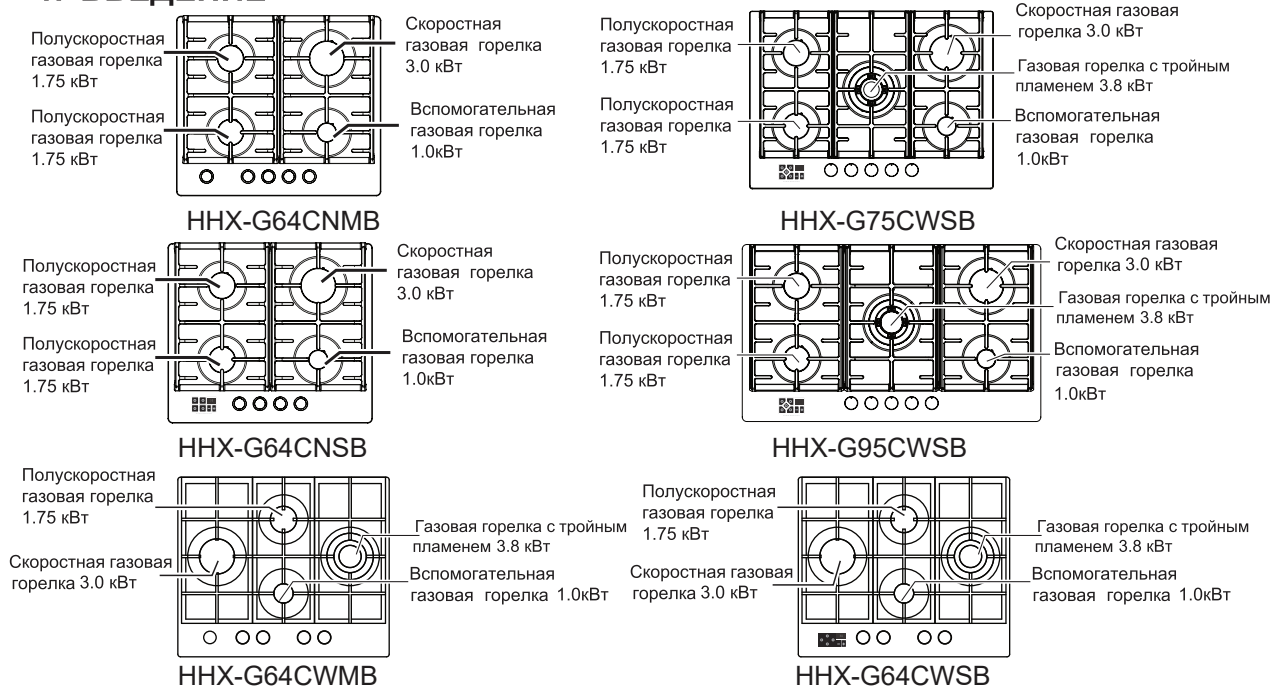 ВВЕДЕНИЕ
Полускоростная
газовая горелка
1.75 кВт
Полускоростная
газовая горелка
1.75 кВт
Скоростная
газовая горелка
3.0 кВт
Вспомогательная
газовая горелка
1.0кВт
HHX-G64CNMB
Полускоростная
газовая горелка
1.75 кВт
Полускоростная
газовая горелка
1.75 кВт
Скоростная газовая
горелка 3.0 кВт
Газовая горелка с тройным
пламенем 3.8 кВт
Вспомогательная
газовая горелка
1.0кВт
HHX-G75CWSB
Полускоростная
газовая горелка
1.75 кВт
Полускоростная
газовая горелка
1.75 кВт
Скоростная
газовая горелка
3.0 кВт
Вспомогательная
газовая горелка
1.0кВт
HHX-G64CNSB
Полускоростная
газовая горелка
1.75 кВт
Полускоростная
газовая горелка
1.75 кВт
Скоростная газовая
горелка 3.0 кВт
Газовая горелка с тройным
пламенем 3.8 кВт
Вспомогательная
газовая горелка
1.0кВт
HHX-G95CWSB
Полускоростная
газовая горелка
1.75 кВт
Скоростная газовая
горелка 3.0 кВт
Газовая горелка с тройным
пламенем 3.8 кВт
Вспомогательная
газовая горелка 1.0кВт
HHX-G64CWMB
Полускоростная
газовая горелка
1.75 кВт
Скоростная газовая
горелка 3.0 кВт
Газовая горелка с тройным
пламенем 3.8 кВт
Вспомогательная
газовая горелка 1.0кВт
HHX-G64CWSB